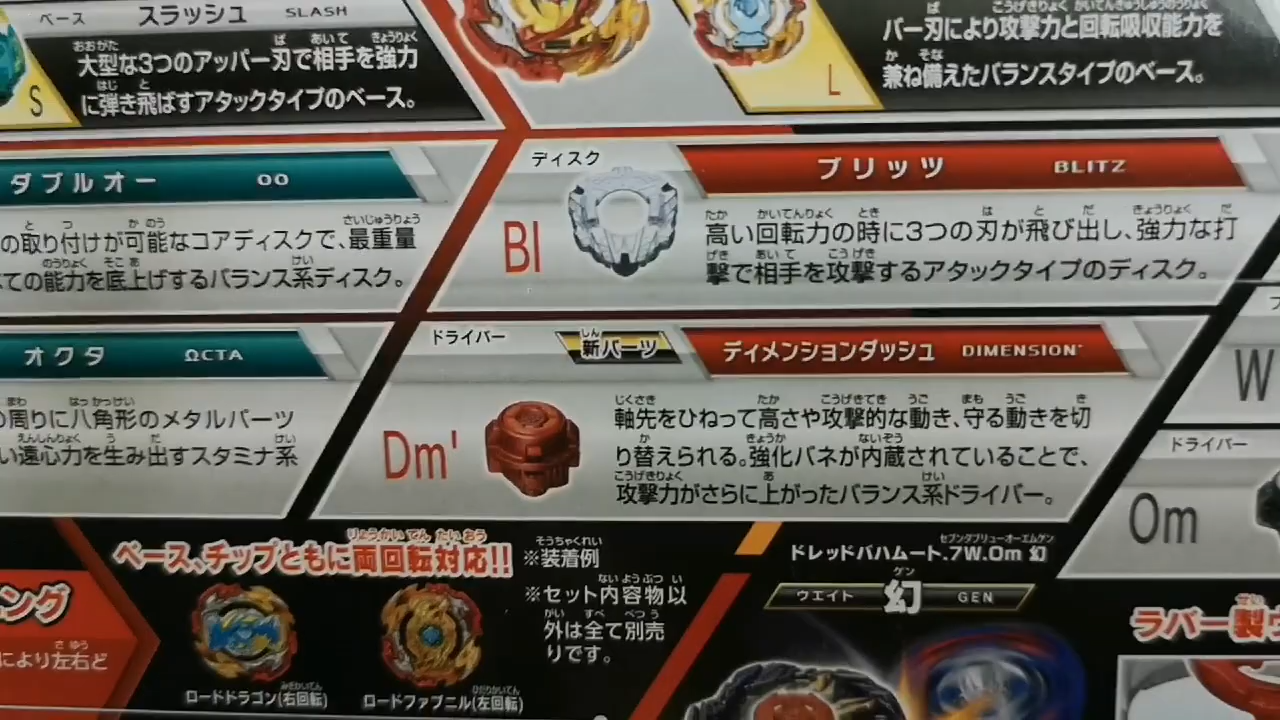 ベース スラッシュ SLASH
大型な3つのアッパー刃で相手を強力
に弾き飛ばすアタックタイプのベース。
S
バー刃により攻撃力と回転吸収能力を
兼ね備えたバランスタイプのベース。
L
ダブルオー 00
の取り付けが可能なコアディスクで、最重量
ての能力を底上げするバランス系ディスク。
ディスク
Bl
ブリッツ BLITZ
高い回転力の時に3つの刃が飛び出し、強力な打
撃で相手を攻撃するアタックタイプのディスク。
オクタ ΩCTA
の周りに八角形のメタルパーツ
い遠心力を生み出すスタミナ系
ドライバー 新パーツ
Dm'
ディメンションダッシュ DIMENSION'
軸先をひねって高さや攻撃的な動き、守る動きを切
り替えられる。強化バネが内蔵されていることで、
攻撃力がさらに上がったバランス系ドライバー。
W
ドライバー
Om
ング
により左右ど
ベース、チップともに両回転対応!!
※装着例
※セット内容物以
外は全て別売
りです。
ロードドラゴン(右回転)
ロードファブニル(左回転)
ドレッドバハムート.7W.Om 幻
ウエイト 幻 GEN
ラバー製